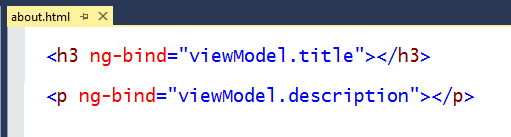 about.html
<h3 ng-bind="viewModel.title"></h3>
<p ng-bind="viewModel.description"></p>